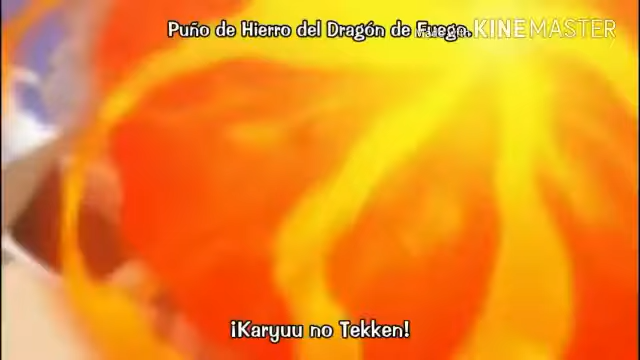 Puño de Hierro del Dragón de Fuego.
KINEMASTER
¡Karyuu no Tekken!